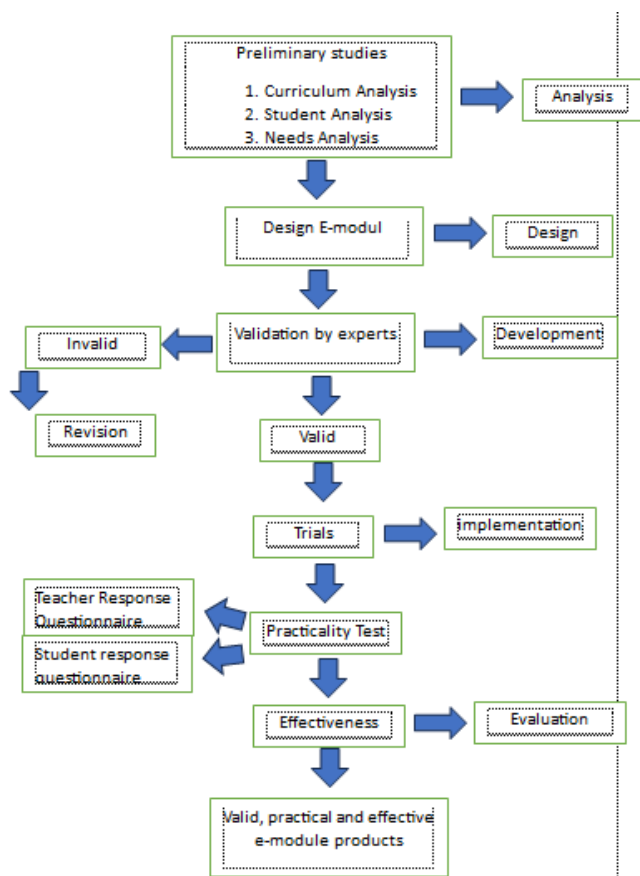 Preliminary studies
1. Curriculum Analysis
2. Student Analysis
3. Needs Analysis
Analysis
Design E-modul
Design
Validation by experts
Development
Invalid
Revision
Valid
Trials
implementation
Teacher Response
Questionnaire
Student response
questionnaire
Practicality Test
Effectiveness
Evaluation
Valid, practical and effective
e-module products